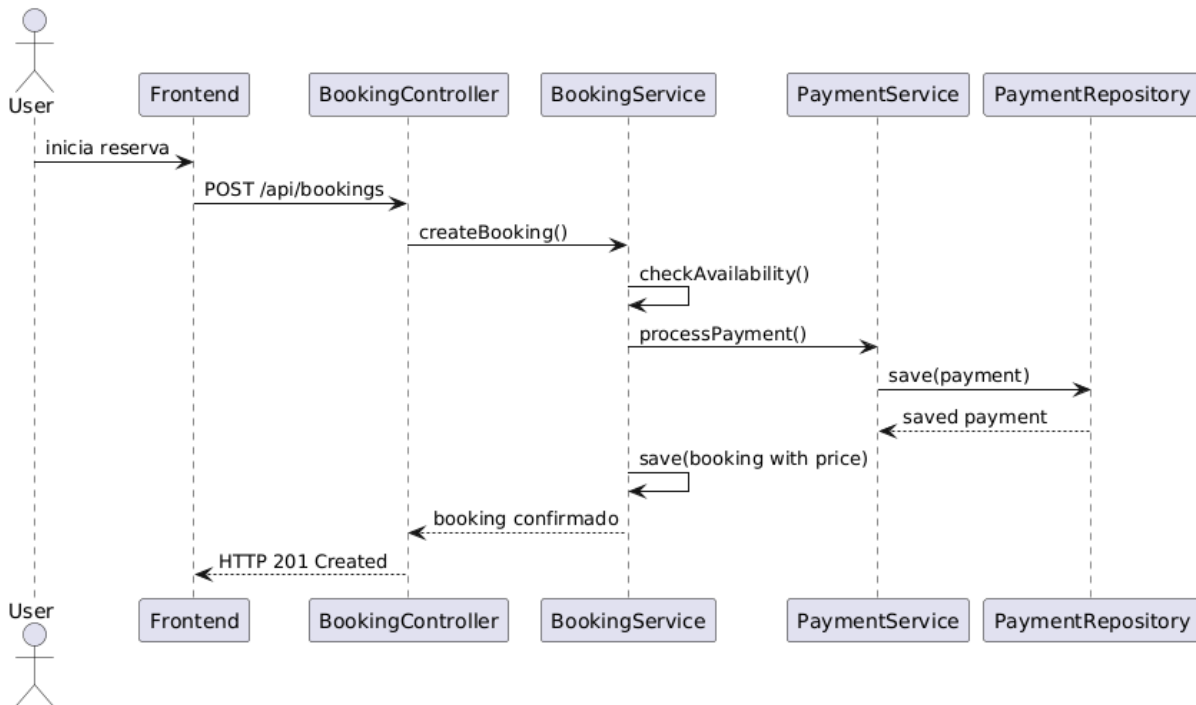 User
Frontend
BookingController
BookingService
PaymentService
PaymentRepository
inicia reserva
POST /api/bookings
createBooking()
checkAvailability()
processPayment()
save(payment)
saved payment
save(booking with price)
booking confirmado
HTTP 201 Created
User
Frontend
BookingController
BookingService
PaymentService
PaymentRepository